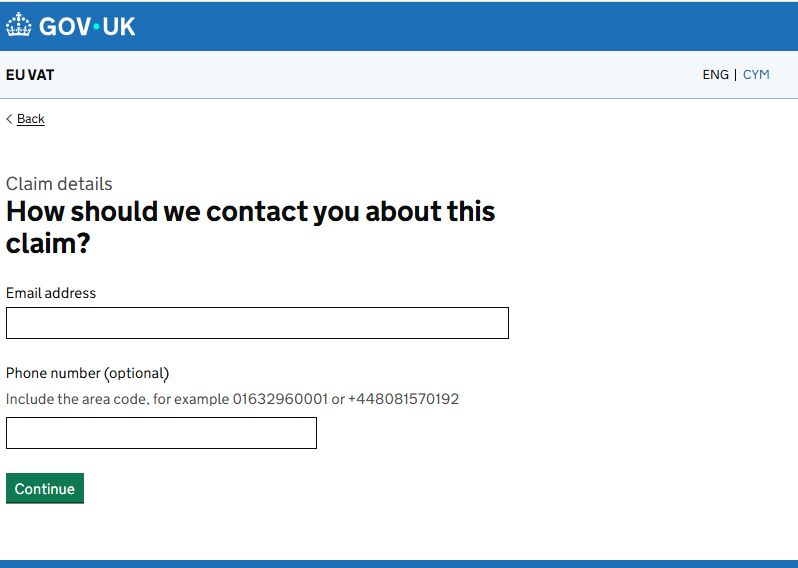 GOV•UK
EU VAT
ENG | CYM
Back
Claim details
How should we contact you about this
claim?
Email address
Phone number (optional)
Include the area code, for example 01632960001 or +448081570192
Continue